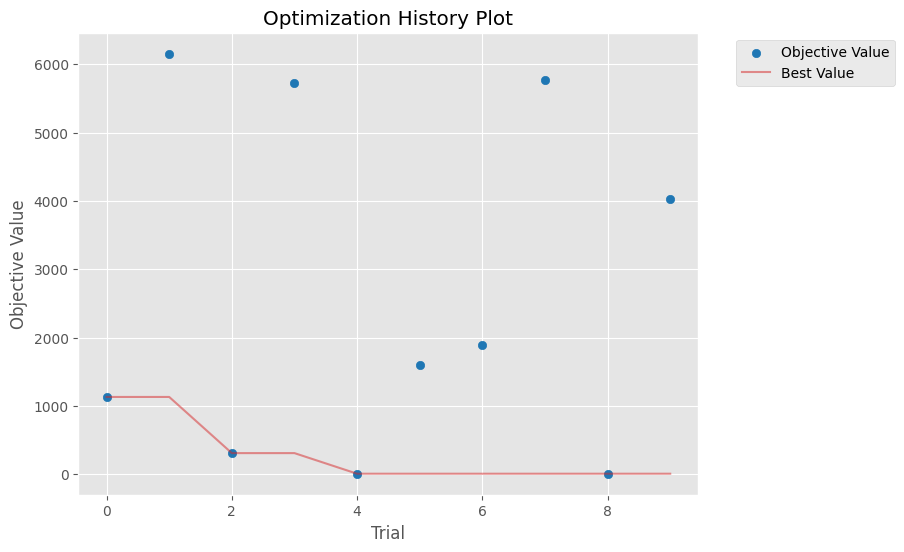 Optimization History Plot
Objective Value
Best Value
Objective Value
6000
5000
4000
3000
2000
1000
0
0 2 4 6 8
Trial